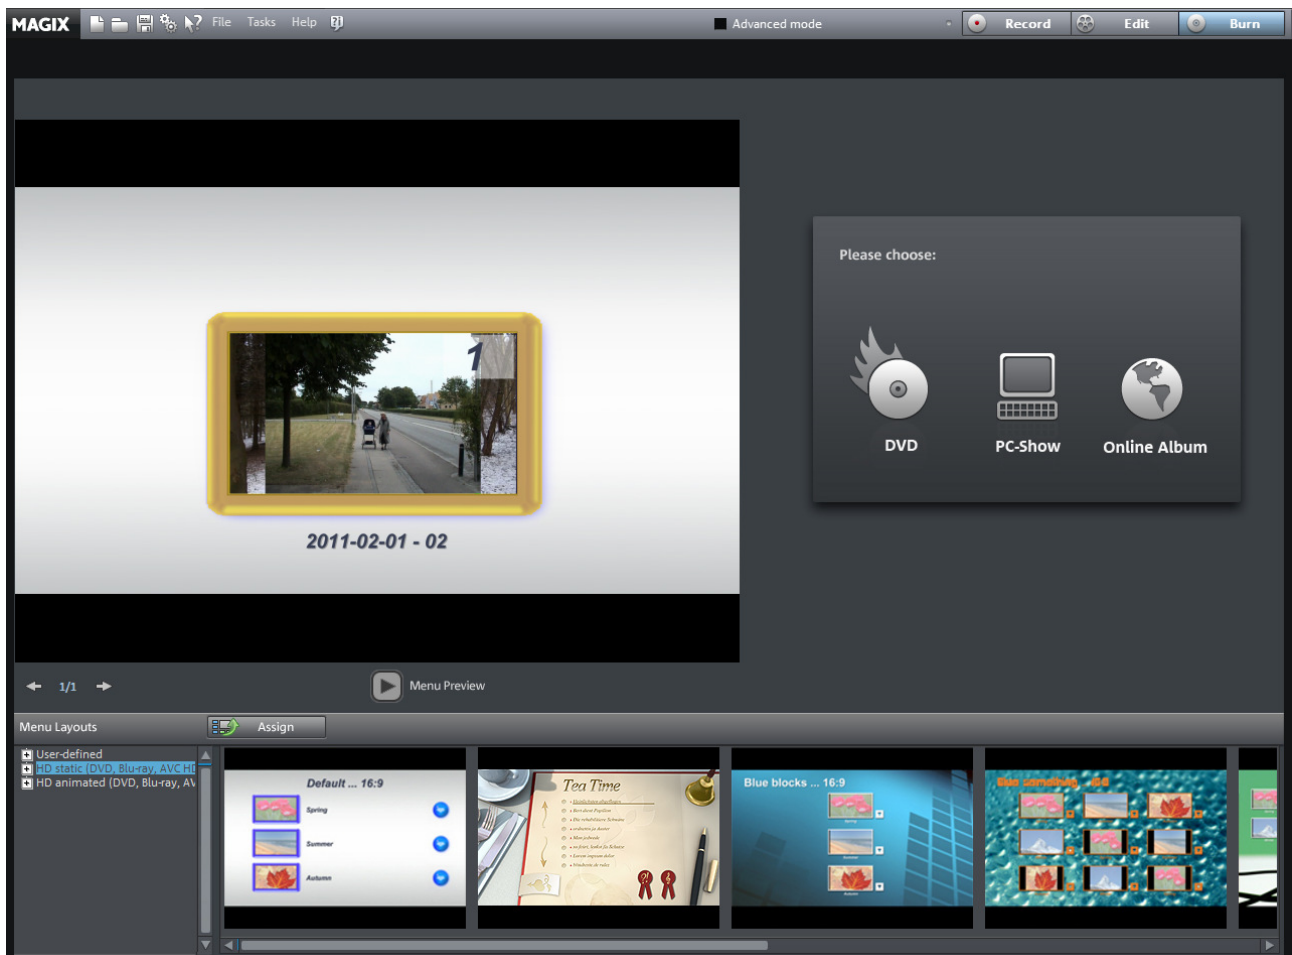 MAGIX File Tasks Help Advanced mode Record Edit Burn
Please choose:
1
DVD PC-Show Online Album
2011-02-01 - 02
1/1 Menu Preview
Menu Layouts Assign
User-defined
HD static (DVD, Blu-ray, AVC HD
HD animated (DVD, Blu-ray, AV
Default ... 16:9
Spring
Summer
Autumn
Tea Time
Blue blocks ... 16:9